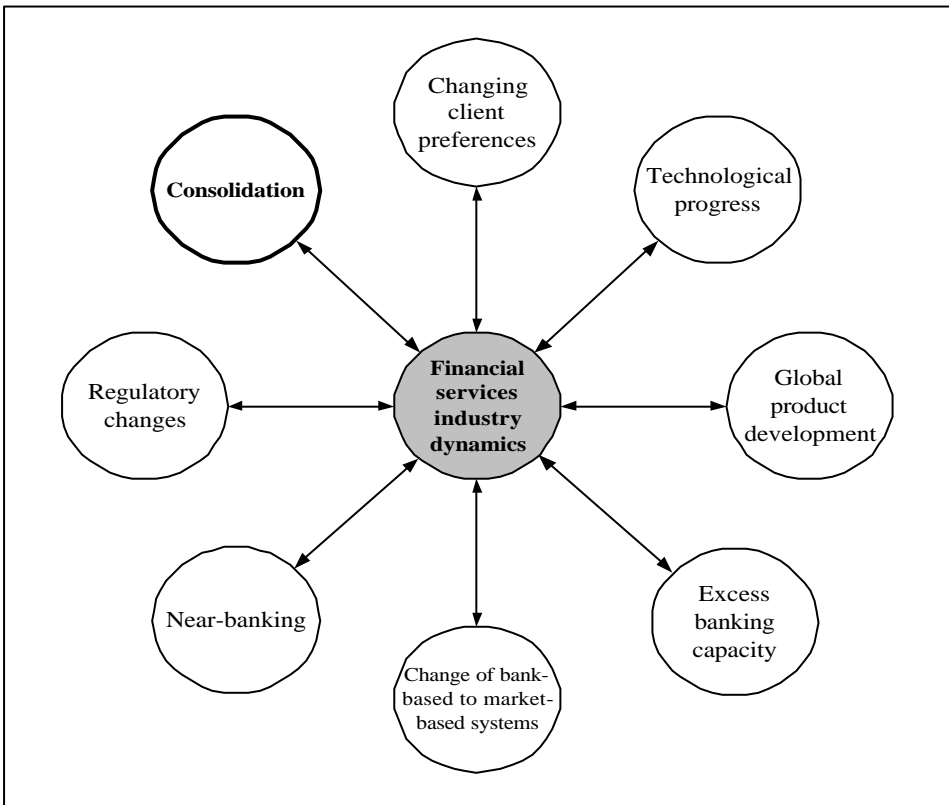 Changing
client
preferences
Consolidation
Technological
progress
Financial
services
industry
dynamics
Regulatory
changes
Global
product
development
Near-banking
Excess
banking
capacity
Change of bank-
based to market-
based systems